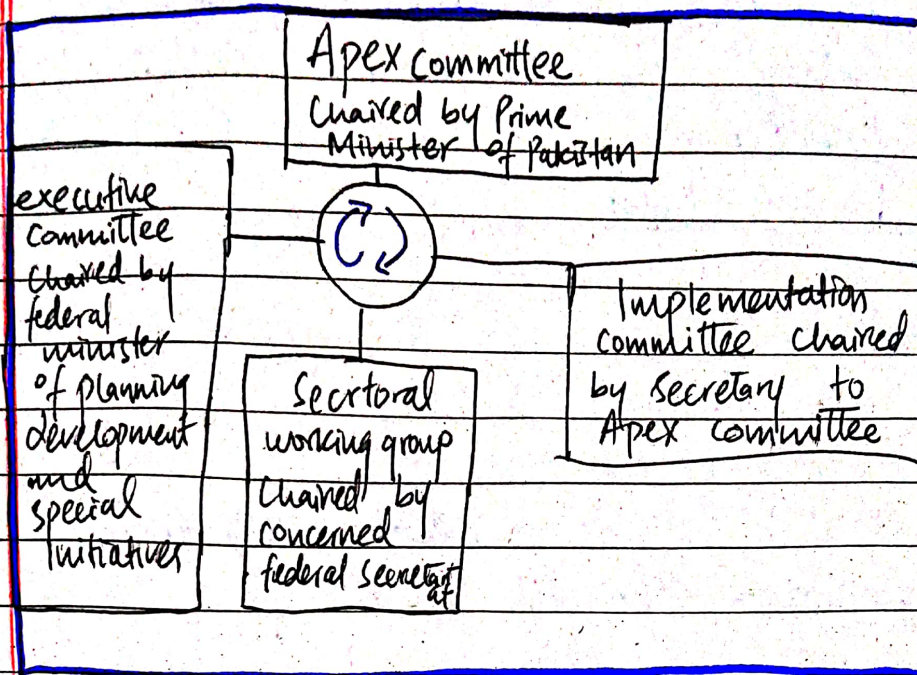 Apex committee
Chaired by Prime
Minister of Pakistan
executive
committee
chaired by
federal
minister
of planning
development
and
special
Initiatives
Secrtoral
working group
Chaired by
concerned
federal secretariat
Implementation
committee chaired
by secretary to
Apex committee